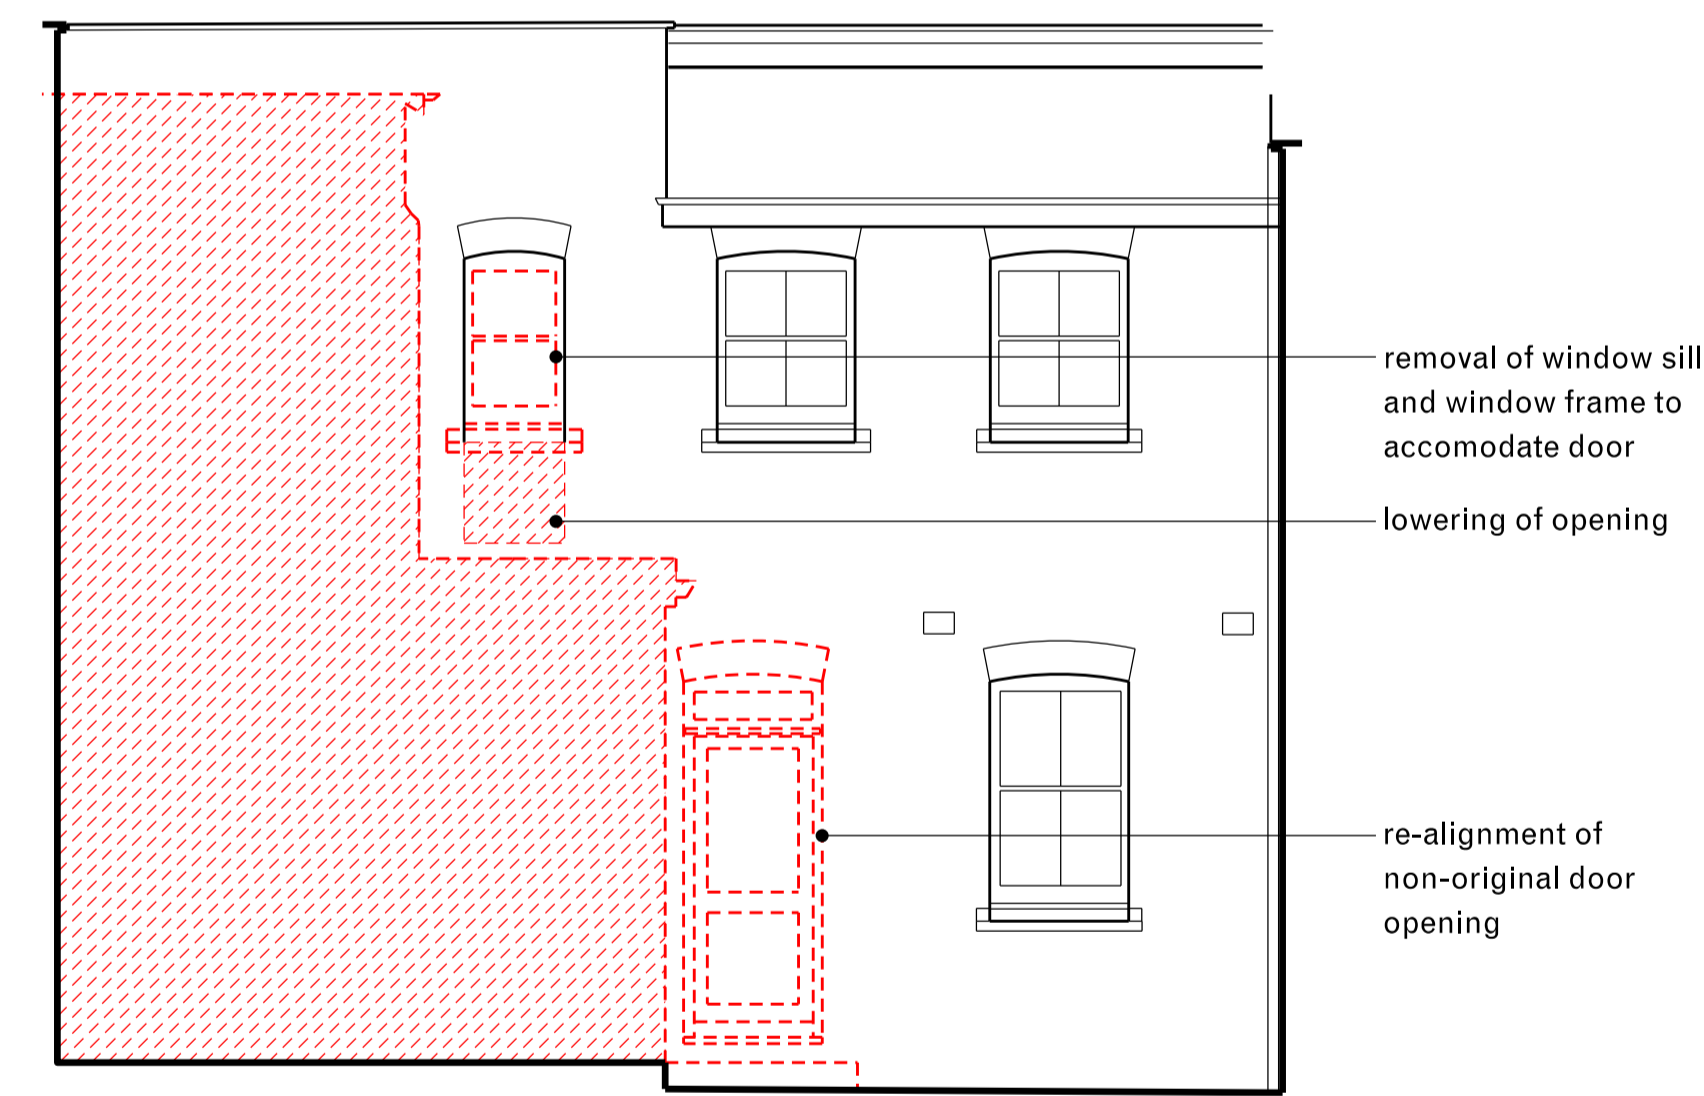 removal of window sill
and window frame to
accomodate door
lowering of opening
re-alignment of
non-original door
opening